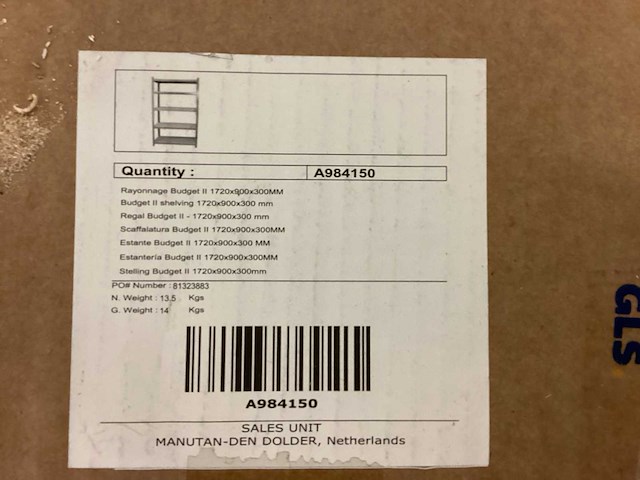 Quantity : A984150
Rayonnage Budget II 1720x900x300MM
Budget II shelving 1720x900x300 mm
Regal Budget II - 1720x900x300 mm
Scaffalatura Budget II 1720x900x300MM
Estante Budget II 1720x900x300 MM
Estantería Budget II 1720x900x300MM
Stelling Budget II 1720x900x300mm
PO# Number : 81323883
N. Weight : 13.5 Kgs
G. Weight : 14 Kgs
A984150
SALES UNIT
MANUTAN-DEN DOLDER, Netherlands
GLS